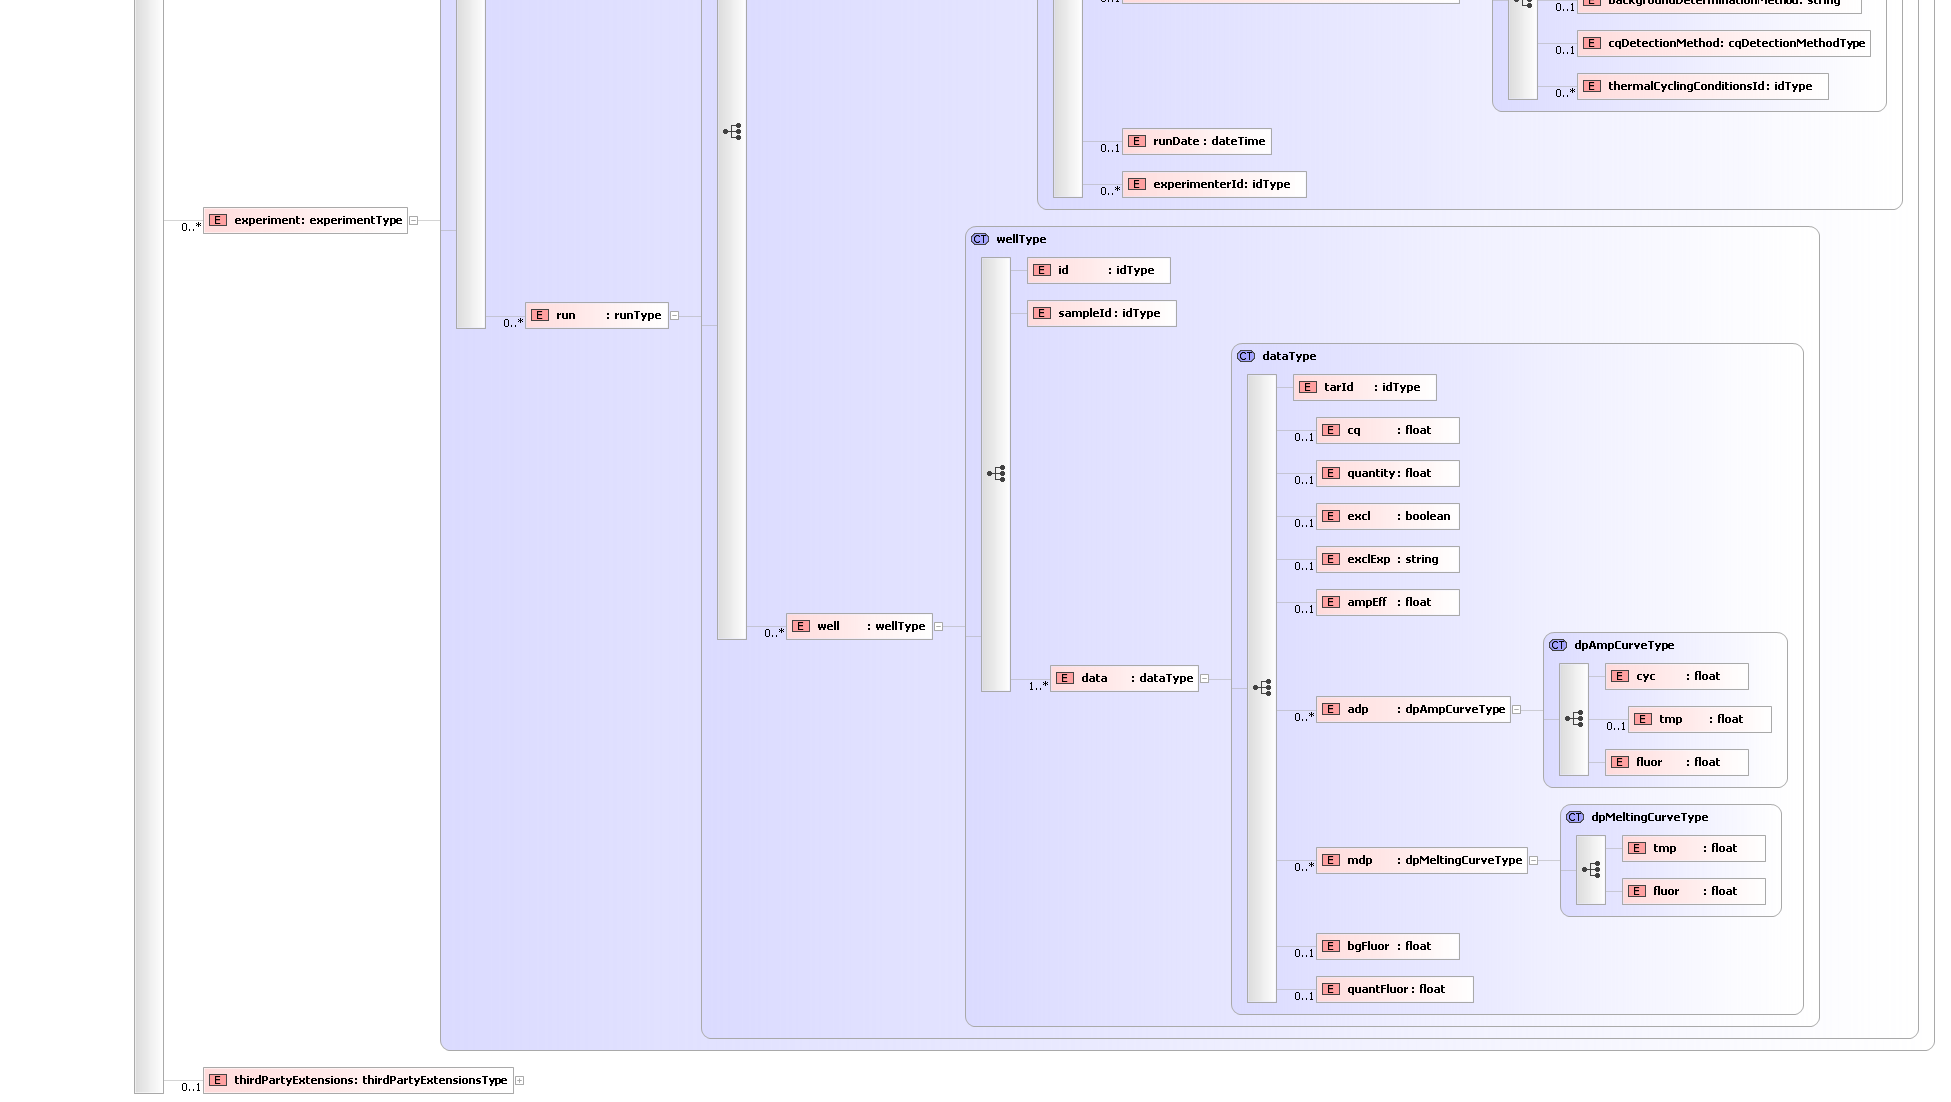 0..1
0..1 E backgroundDeterminationMethod: string
0..1 E cqDetectionMethod: cqDetectionMethodType
0..* E thermalCyclingConditionsId: idType
0..1 E runDate : dateTime
0..* E experimenterId: idType
0..* E experiment: experimentType
CT wellType
E id : idType
E sampleId : idType
0..* E run : runType
CT dataType
E tarId : idType
0..1 E cq : float
0..1 E quantity : float
0..1 E excl : boolean
0..1 E exclExp : string
0..1 E ampEff : float
0..* E well : wellType
CT dpAmpCurveType
E cyc : float
1..* E data : dataType
0..* E adp : dpAmpCurveType
0..1 E tmp : float
E fluor : float
CT dpMeltingCurveType
E tmp : float
0..* E mdp : dpMeltingCurveType
E fluor : float
0..1 E bgFluor : float
0..1 E quantFluor : float
0..1 E thirdPartyExtensions: thirdPartyExtensionsType